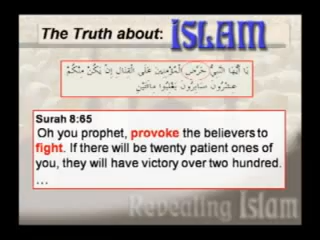 The Truth about: ISLAM
يَا أَيُّهَا النَّبِيُّ حَرِّضِ الْمُؤْمِنِينَ عَلَى الْقِتَالِ إِن يَكُنْ مِنْكُمْ
عِشْرُونَ صَابِرُونَ يَغْلِبُوا مِائَتَيْنِ
Surah 8:65
Oh you prophet, provoke the believers to
fight. If there will be twenty patient ones of
you, they will have victory over two hundred.
...
Revealing Islam